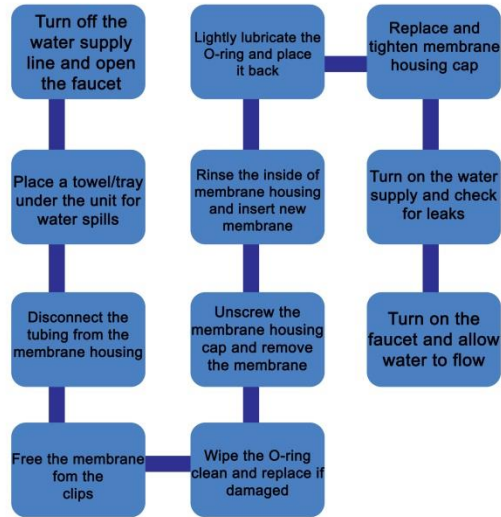 Turn off the
water supply
line and open
the faucet
Place a towel/tray
under the unit for
water spills
Disconnect the
tubing from the
membrane housing
Free the membrane
fom the
clips
Wipe the O-ring
clean and replace if
damaged
Unscrew the
membrane housing
cap and remove
the membrane
Rinse the inside of
membrane housing
and insert new
membrane
Lightly lubricate the
O-ring and place
it back
Replace and
tighten membrane
housing cap
Turn on the water
supply and check
for leaks
Turn on the
faucet and allow
water to flow